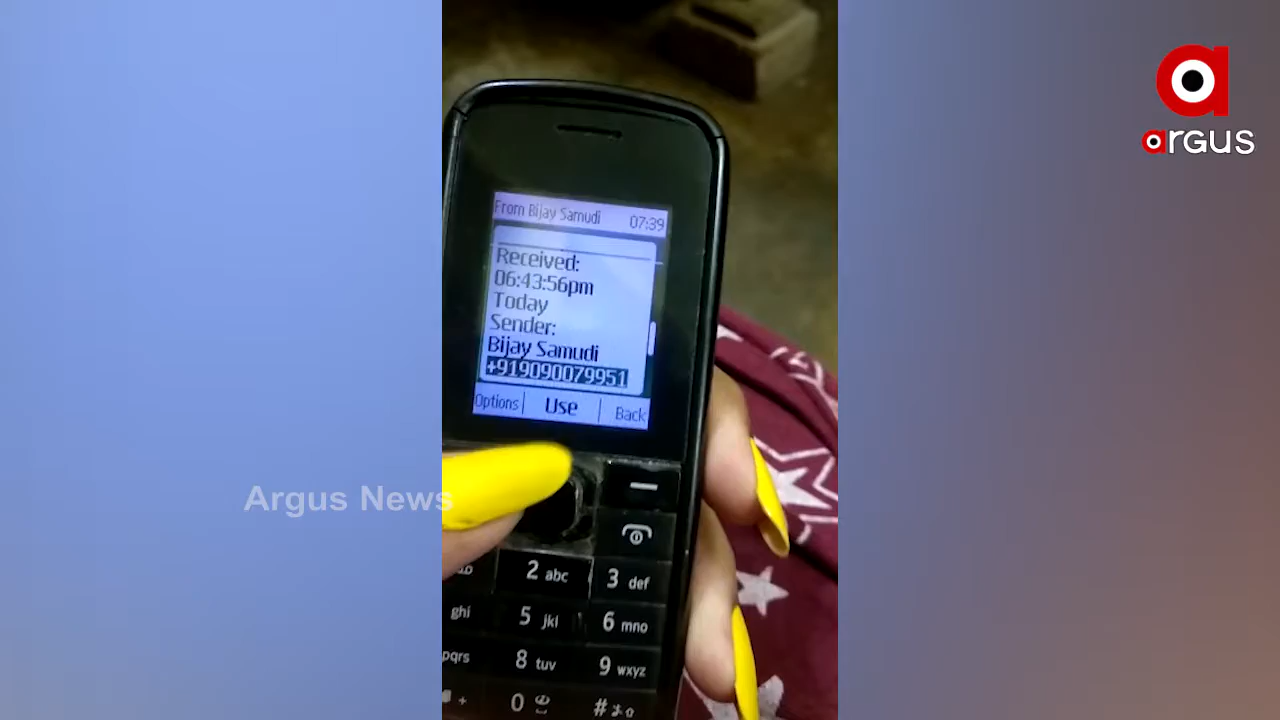 argus
From Bijay Samudi 07:39
Received:
06:43:56pm
Today
Sender:
Bijay Samudi
+919090079951
Options Use Back
Argus News
2 abc 3 def
ghi 5 jkl 6 mno
pqrs 8 tuv 9 wxyz
+ 0 #